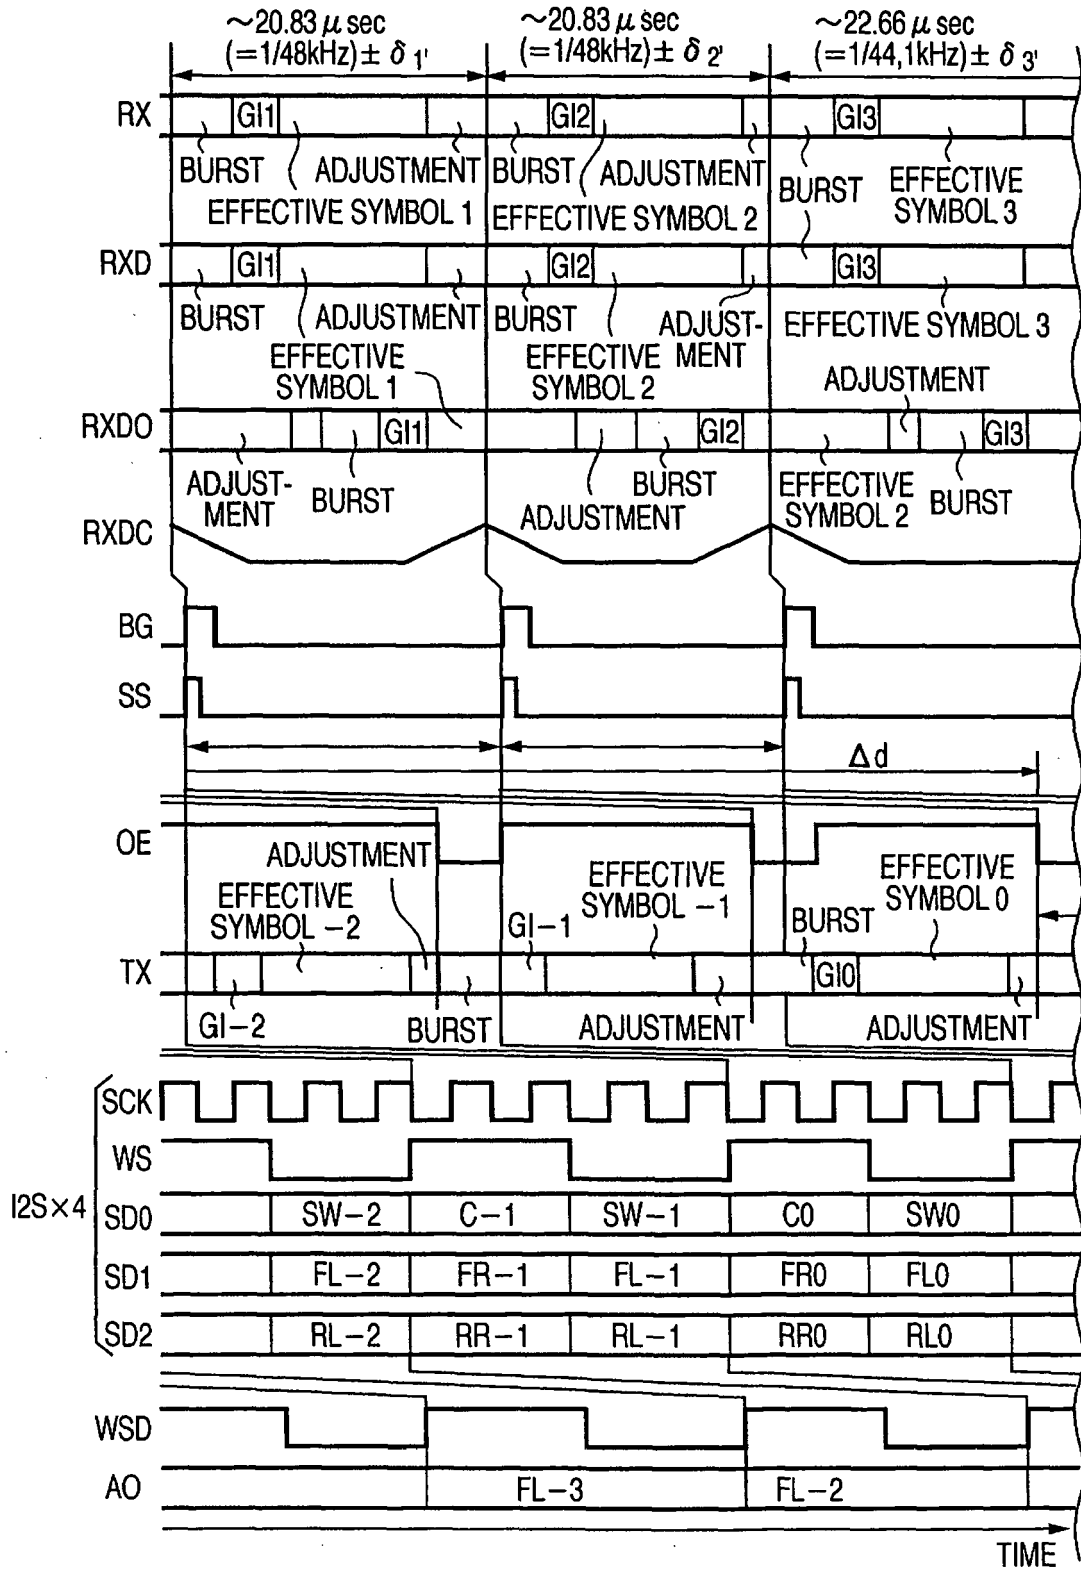 ~20.83 μ sec
(=1/48kHz) ± δ 1'
~20.83 μ sec
(=1/48kHz) ± δ 2'
~22.66 μ sec
(=1/44,1kHz) ± δ 3'
RX
GI1
GI2
GI3
BURST
ADJUSTMENT
BURST
ADJUSTMENT
BURST
EFFECTIVE
SYMBOL 3
EFFECTIVE SYMBOL 1
EFFECTIVE SYMBOL 2
RXD
GI1
GI2
GI3
BURST
ADJUSTMENT
BURST
ADJUST-
MENT
EFFECTIVE SYMBOL 3
EFFECTIVE
SYMBOL 1
EFFECTIVE
SYMBOL 2
ADJUSTMENT
RXDO
GI1
GI2
GI3
ADJUST-
MENT
BURST
BURST
ADJUSTMENT
EFFECTIVE
SYMBOL 2
BURST
RXDC
BG
SS
Δd
OE
ADJUSTMENT
EFFECTIVE
SYMBOL -2
EFFECTIVE
SYMBOL -1
GI-1
EFFECTIVE
SYMBOL 0
BURST
TX
GI0
GI-2
BURST
ADJUSTMENT
ADJUSTMENT
I2S×4
SCK
WS
SD0
SW-2
C-1
SW-1
C0
SW0
SD1
FL-2
FR-1
FL-1
FR0
FL0
SD2
RL-2
RR-1
RL-1
RR0
RL0
WSD
AO
FL-3
FL-2
TIME